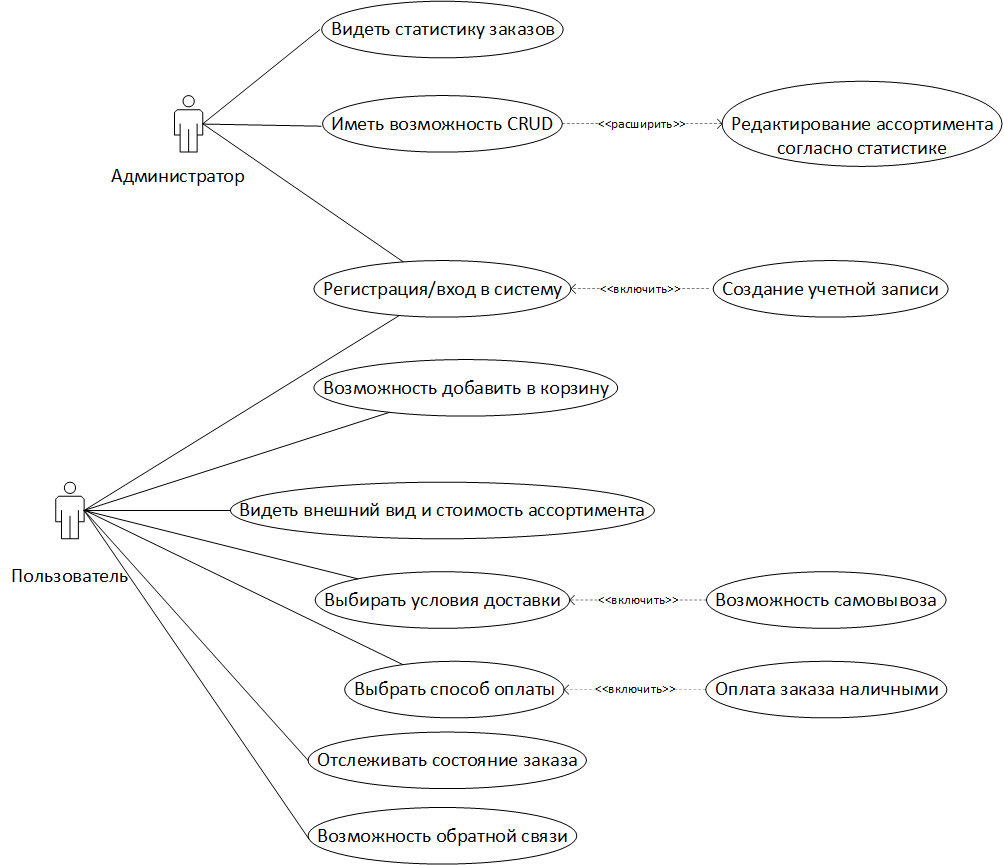 Видеть статистику заказов
Иметь возможность CRUD
<<расширить>>
Редактирование ассортимента
согласно статистике
Администратор
Регистрация/вход в систему
<<включить>>
Создание учетной записи
Возможность добавить в корзину
Видеть внешний вид и стоимость ассортимента
Пользователь
Выбирать условия доставки
<<включить>>
Возможность самовывоза
Выбрать способ оплаты
<<включить>>
Оплата заказа наличными
Отслеживать состояние заказа
Возможность обратной связи